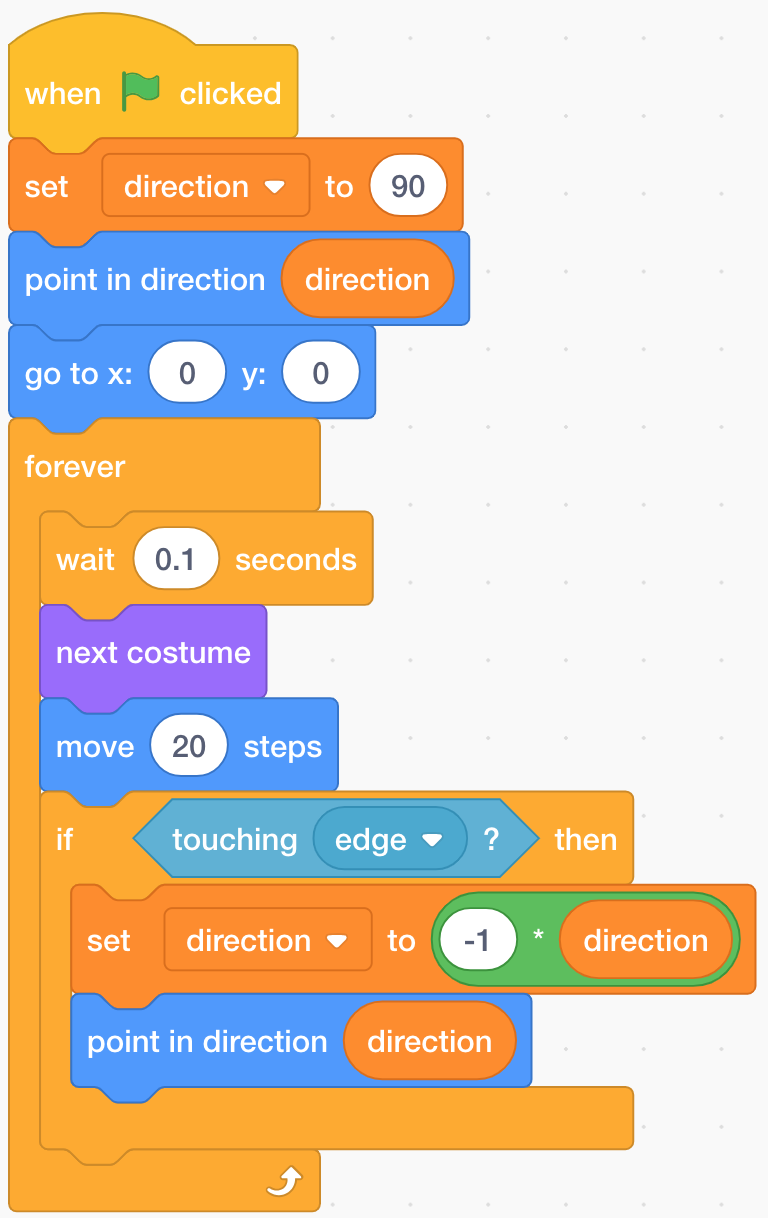 when clicked
set direction to 90
point in direction direction
go to x: 0 y: 0
forever
wait 0.1 seconds
next costume
move 20 steps
if touching edge ? then
set direction to -1 * direction
point in direction direction